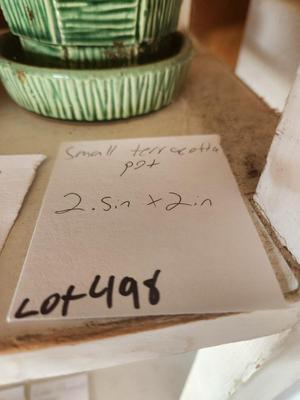 Small terracotta
pot
2.5in x 2in
Lot 498